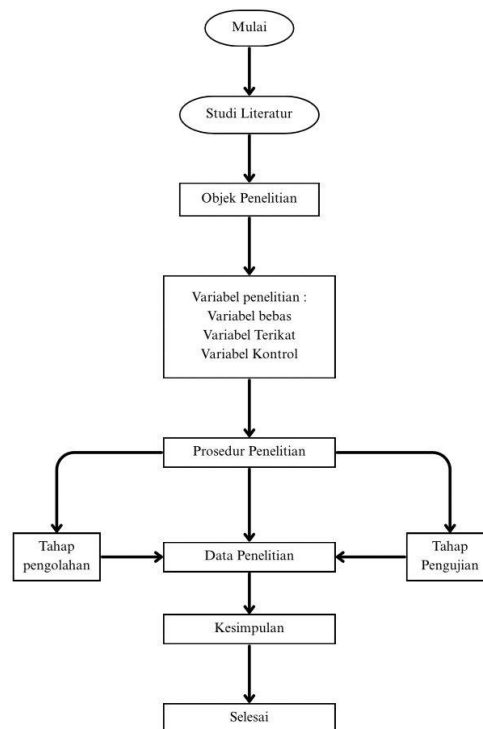 Mulai
Studi Literatur
Objek Penelitian
Variabel penelitian :
Variabel bebas
Variabel Terikat
Variabel Kontrol
Prosedur Penelitian
Tahap
pengolahan
Data Penelitian
Tahap
Pengujian
Kesimpulan
Selesai